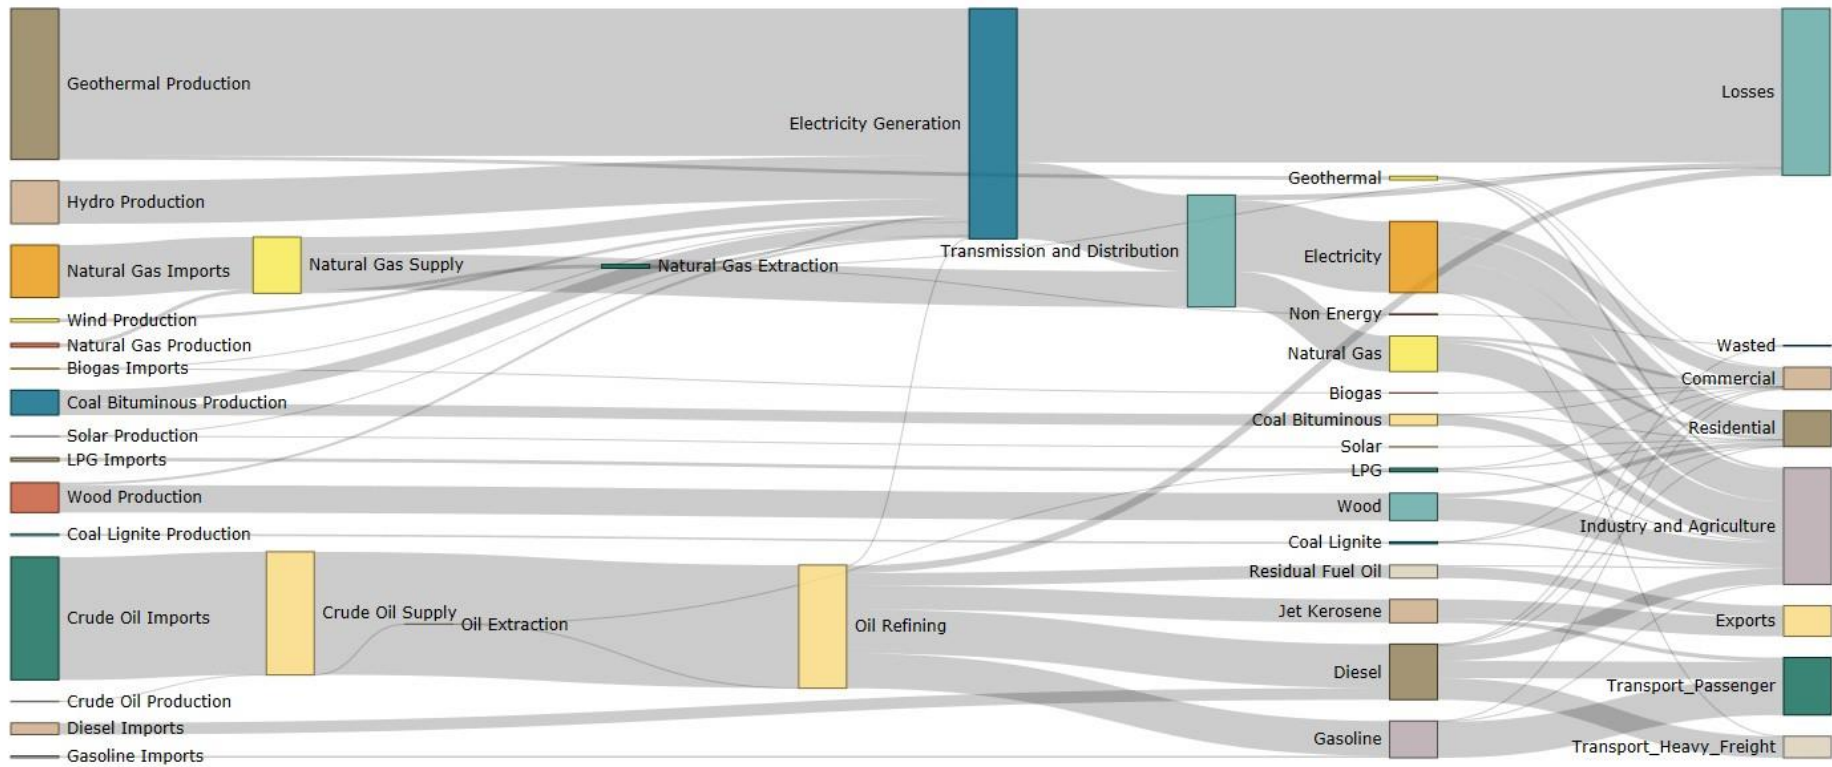 Geothermal Production
Hydro Production
Natural Gas Imports
Wind Production
Natural Gas Production
Biogas Imports
Coal Bituminous Production
Solar Production
LPG Imports
Wood Production
Coal Lignite Production
Crude Oil Imports
Crude Oil Production
Diesel Imports
Gasoline Imports
Natural Gas Supply
Crude Oil Supply
Oil Extraction
Natural Gas Extraction
Oil Refining
Electricity Generation
Transmission and Distribution
Geothermal
Electricity
Non Energy
Natural Gas
Biogas
Coal Bituminous
Solar
LPG
Wood
Coal Lignite
Residual Fuel Oil
Jet Kerosene
Diesel
Gasoline
Losses
Wasted
Commercial
Residential
Industry and Agriculture
Exports
Transport_Passenger
Transport_Heavy_Freight